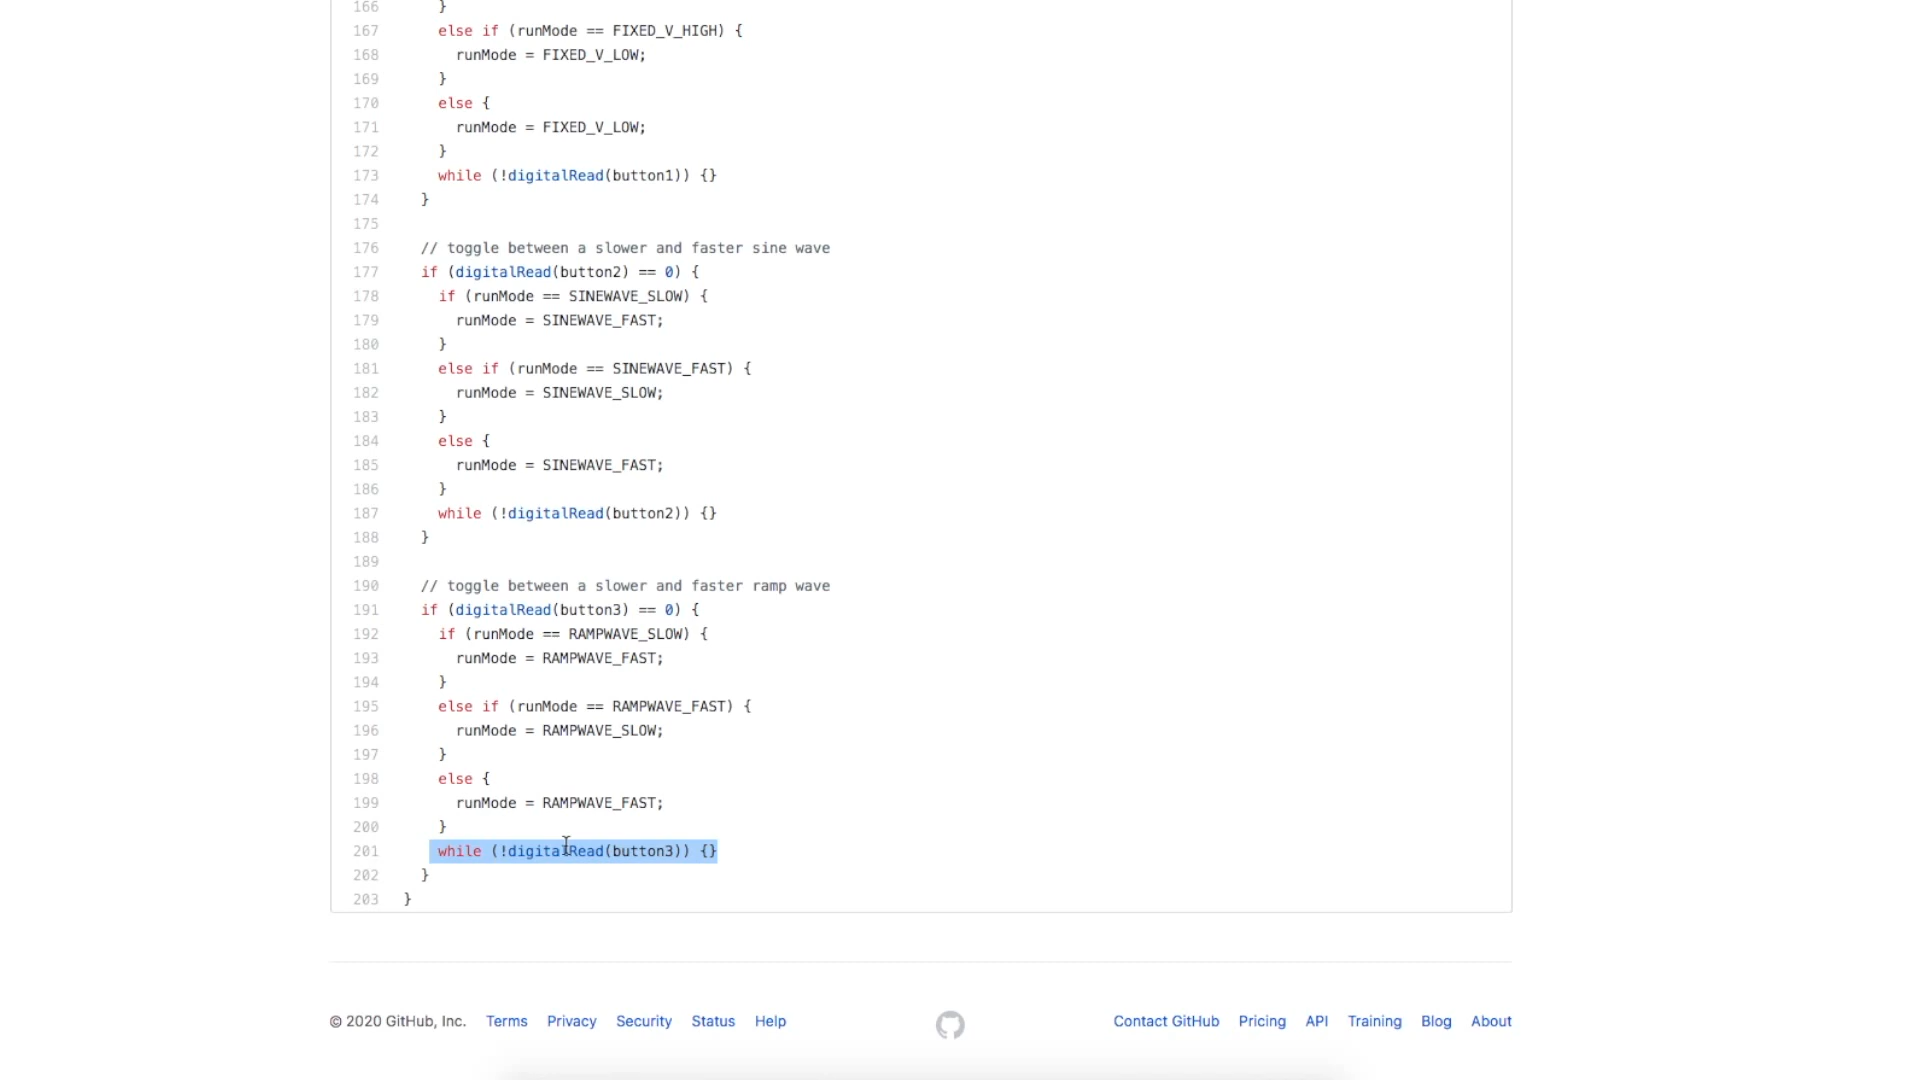 166 }
167 else if (runMode == FIXED_V_HIGH) {
168 runMode = FIXED_V_LOW;
169 }
170 else {
171 runMode = FIXED_V_LOW;
172 }
173 while (!digitalRead(button1)) {}
174 }
175
176 // toggle between a slower and faster sine wave
177 if (digitalRead(button2) == 0) {
178 if (runMode == SINEWAVE_SLOW) {
179 runMode = SINEWAVE_FAST;
180 }
181 else if (runMode == SINEWAVE_FAST) {
182 runMode = SINEWAVE_SLOW;
183 }
184 else {
185 runMode = SINEWAVE_FAST;
186 }
187 while (!digitalRead(button2)) {}
188 }
189
190 // toggle between a slower and faster ramp wave
191 if (digitalRead(button3) == 0) {
192 if (runMode == RAMPWAVE_SLOW) {
193 runMode = RAMPWAVE_FAST;
194 }
195 else if (runMode == RAMPWAVE_FAST) {
196 runMode = RAMPWAVE_SLOW;
197 }
198 else {
199 runMode = RAMPWAVE_FAST;
200 }
201 while (!digitalRead(button3)) {}
202 }
203 }
© 2020 GitHub, Inc. Terms Privacy Security Status Help Contact GitHub Pricing API Training Blog About